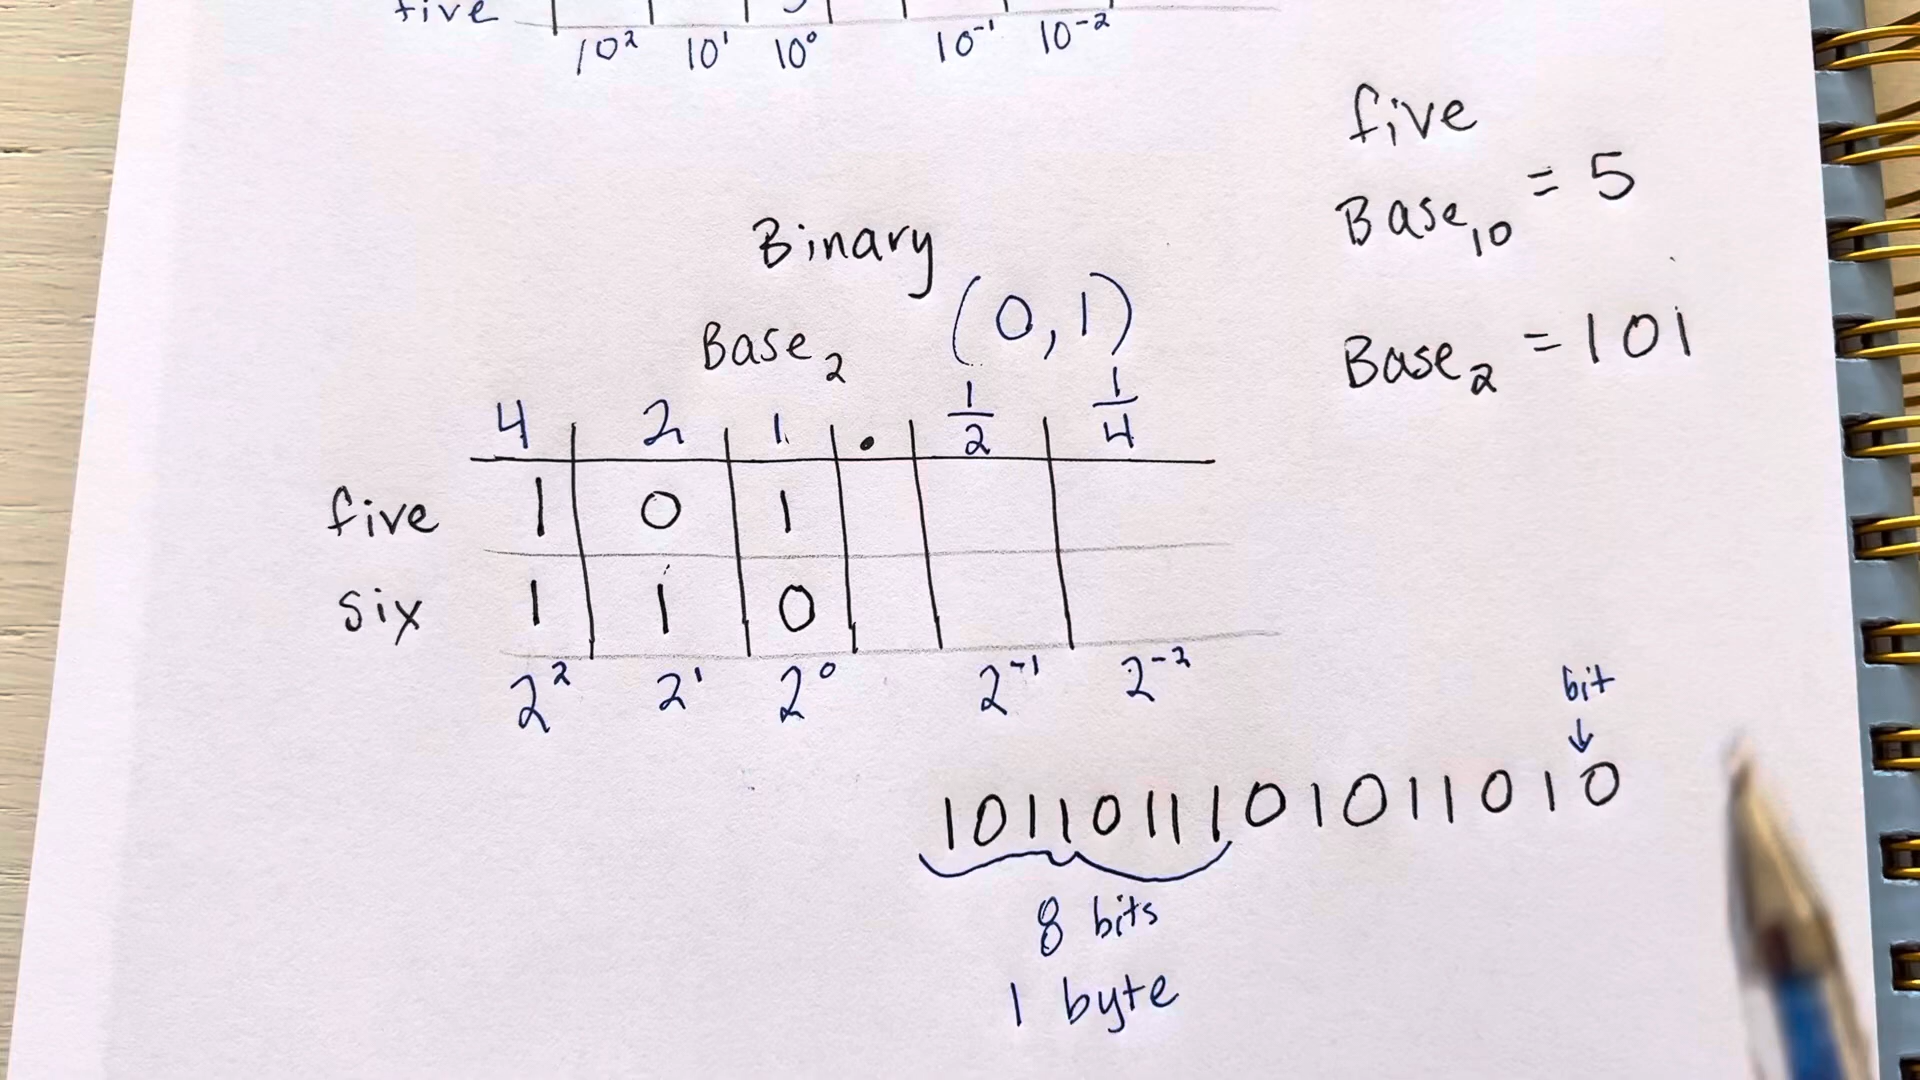 five
10² 10¹ 10⁰ 10⁻¹ 10⁻²
five
Base₁₀ = 5
Base₂ = 101
Binary
Base₂ (0,1)
4 2 1 . 1/2 1/4
five 1 0 1
six 1 1 0
2² 2¹ 2⁰ 2⁻¹ 2⁻²
bit
↓
1011011101011010
8 bits
1 byte